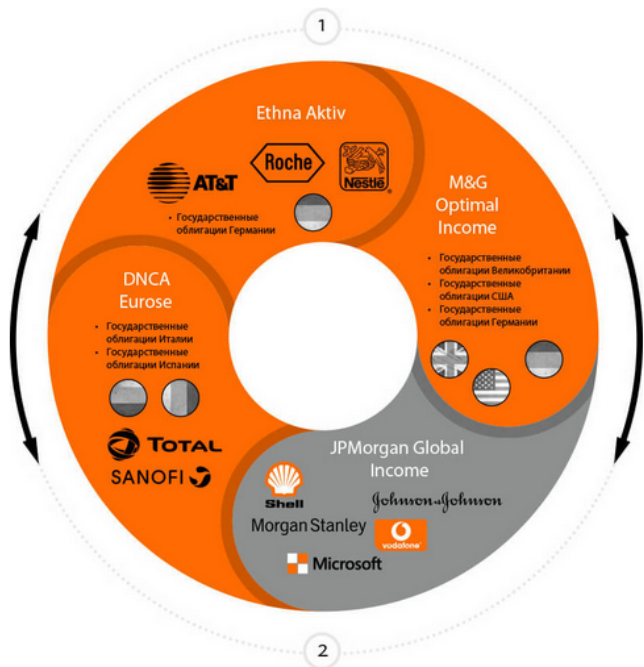 1
Ethna Aktiv
AT&T
Roche
Nestlé
• Государственные
облигации Германии
M&G
Optimal
Income
• Государственные
облигации Великобритании
• Государственные
облигации США
• Государственные
облигации Германии
DNCA
Eurose
• Государственные
облигации Италии
• Государственные
облигации Испании
TOTAL
SANOFI
JPMorgan Global
Income
Shell
Johnson&Johnson
Morgan Stanley
vodafone
Microsoft
2